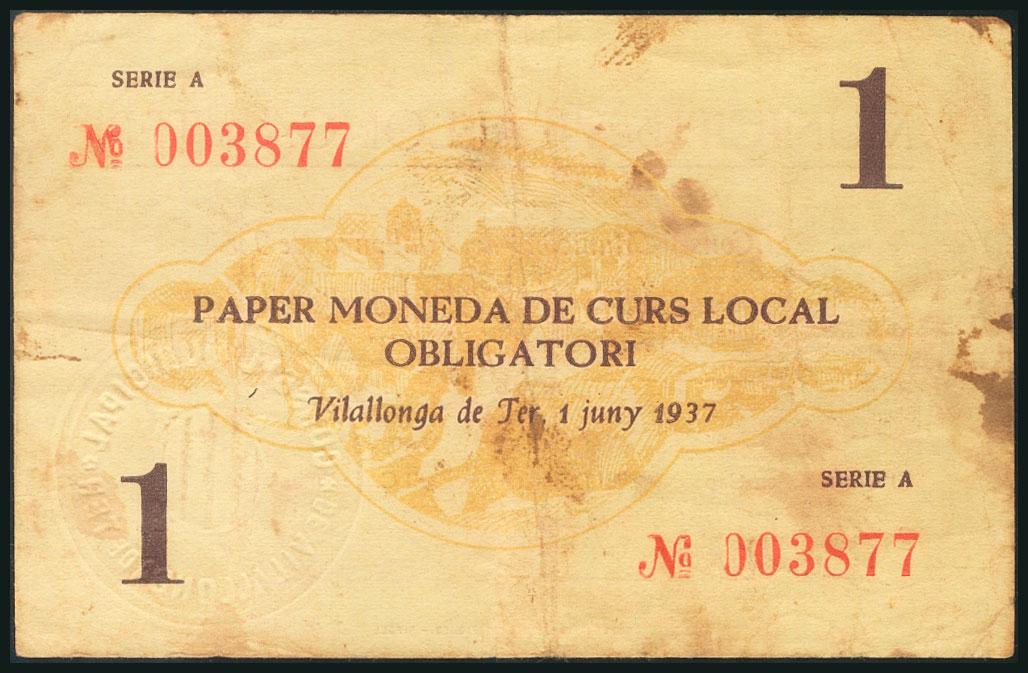 SERIE A
№ 003877
1
PAPER MONEDA DE CURS LOCAL
OBLIGATORI
Vilallonga de Ter, 1 juny 1937
1
SERIE A
№ 003877